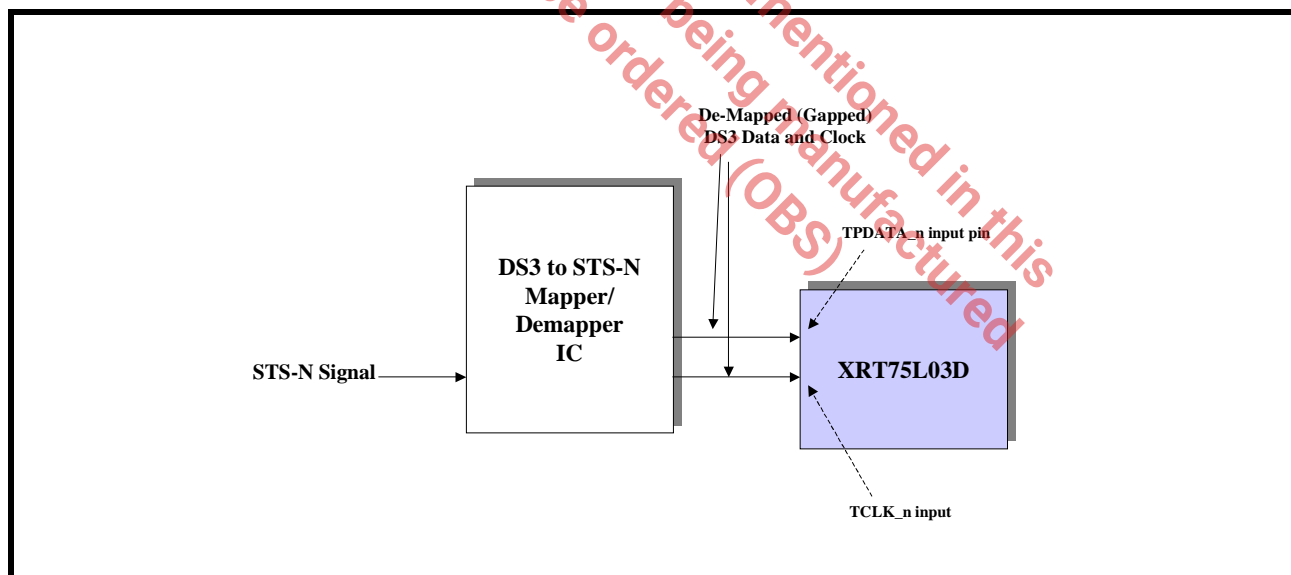 mentioned in this
being manufactured
be ordered (OBS)
De-Mapped (Gapped)
DS3 Data and Clock
TPDATA_n input pin
DS3 to STS-N
Mapper/
Demapper
IC
STS-N Signal
XRT75L03D
TCLK_n input